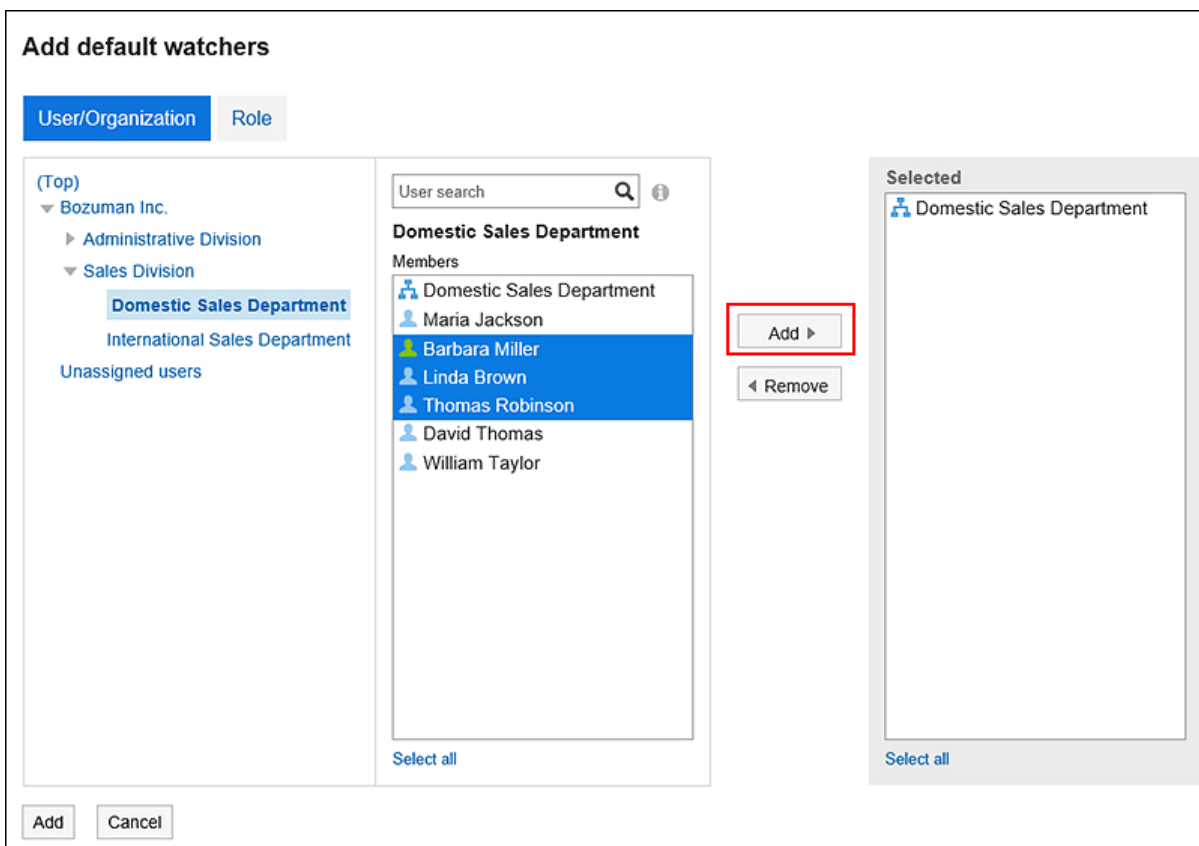 Add default watchers
User/Organization
Role
(Top)
Bozuman Inc.
Administrative Division
Sales Division
Domestic Sales Department
International Sales Department
Unassigned users
User search
Domestic Sales Department
Members
Domestic Sales Department
Maria Jackson
Barbara Miller
Linda Brown
Thomas Robinson
David Thomas
William Taylor
Select all
Add
Remove
Selected
Domestic Sales Department
Select all
Add
Cancel